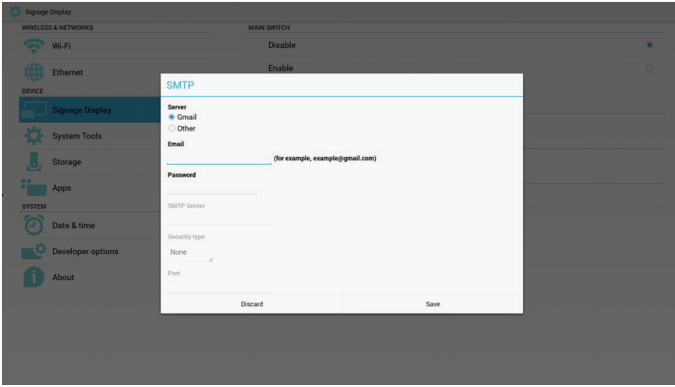 Signage Display
WIRELESS & NETWORKS
MAIN SWITCH
Wi-Fi
Disable
Ethernet
Enable
DEVICE
Signage Display
System Tools
Storage
Apps
SYSTEM
Date & time
Developer options
About
SMTP
Server
Gmail
Other
Email
(for example, example@gmail.com)
Password
SMTP Server
Security type
None
Port
Discard
Save